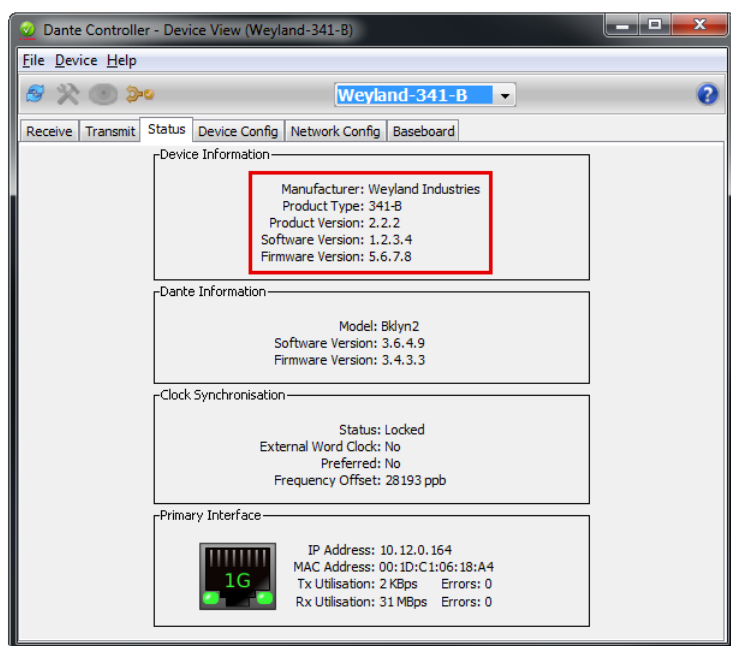 Dante Controller - Device View (Weyland-341-B)
File Device Help
Weyland-341-B
?
Receive Transmit Status Device Config Network Config Baseboard
Device Information
Manufacturer: Weyland Industries
Product Type: 341-B
Product Version: 2.2.2
Software Version: 1.2.3.4
Firmware Version: 5.6.7.8
Dante Information
Model: Bklyn2
Software Version: 3.6.4.9
Firmware Version: 3.4.3.3
Clock Synchronisation
Status: Locked
External Word Clock: No
Preferred: No
Frequency Offset: 28193 ppb
Primary Interface
1G
IP Address: 10.12.0.164
MAC Address: 00:1D:C1:06:18:A4
Tx Utilisation: 2 KBps Errors: 0
Rx Utilisation: 31 MBps Errors: 0